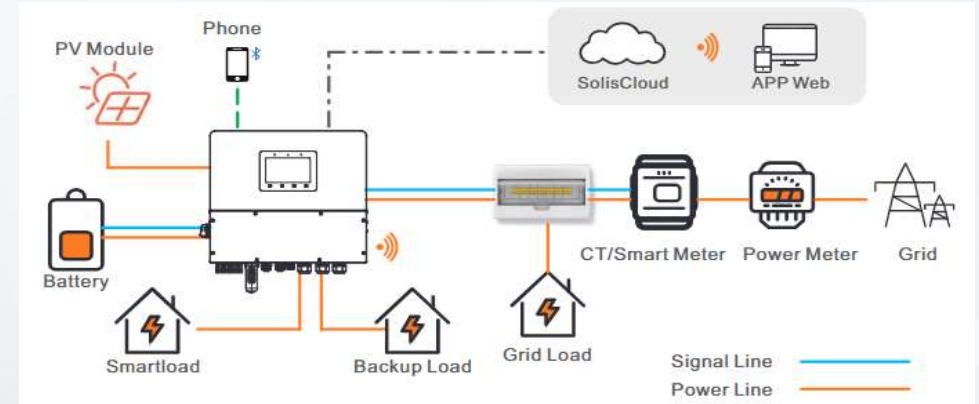 Phone
PV Module
SolisCloud
APP Web
CT/Smart Meter
Power Meter
Grid
Battery
Smartload
Backup Load
Grid Load
Signal Line
Power Line